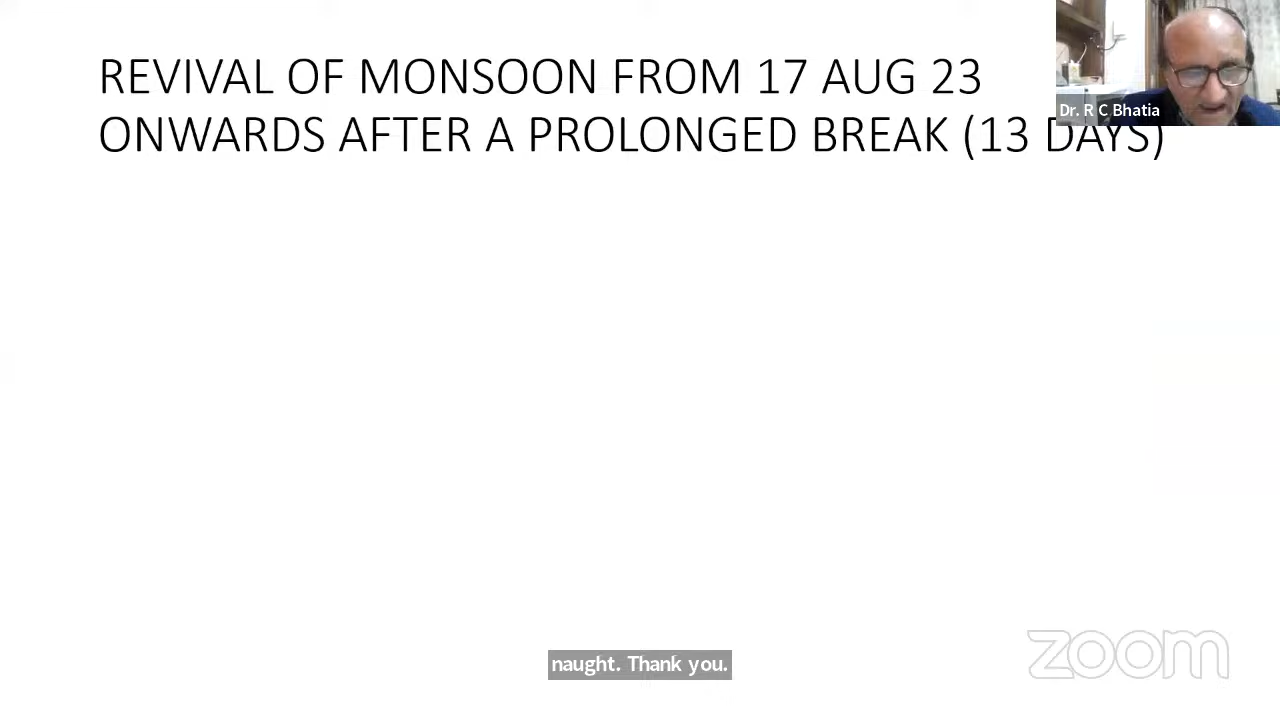 REVIVAL OF MONSOON FROM 17 AUG 23
ONWARDS AFTER A PROLONGED BREAK (13 DAYS)
Dr. R C Bhatia
naught. Thank you.
zoom